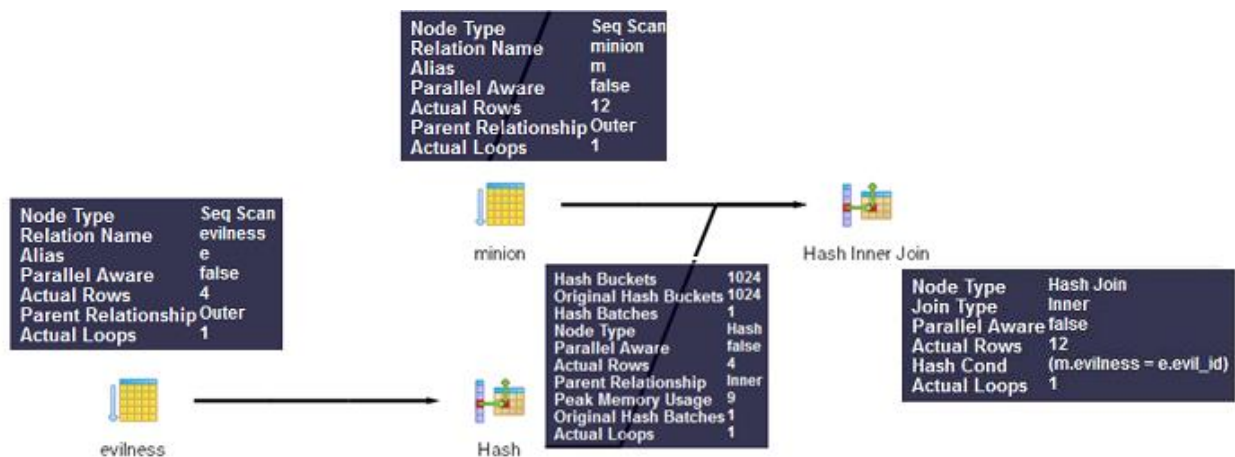 Node Type Seq Scan
Relation Name minion
Alias m
Parallel Aware false
Actual Rows 12
Parent Relationship Outer
Actual Loops 1
Node Type Seq Scan
Relation Name evilness
Alias e
Parallel Aware false
Actual Rows 4
Parent Relationship Outer
Actual Loops 1
minion
Hash Inner Join
Hash Buckets 1024
Original Hash Buckets 1024
Hash Batches 1
Node Type Hash
Parallel Aware false
Actual Rows 4
Parent Relationship Inner
Peak Memory Usage 9
Original Hash Batches 1
Actual Loops 1
Node Type Hash Join
Join Type Inner
Parallel Aware false
Actual Rows 12
Hash Cond (m.evilness = e.evil_id)
Actual Loops 1
evilness
Hash